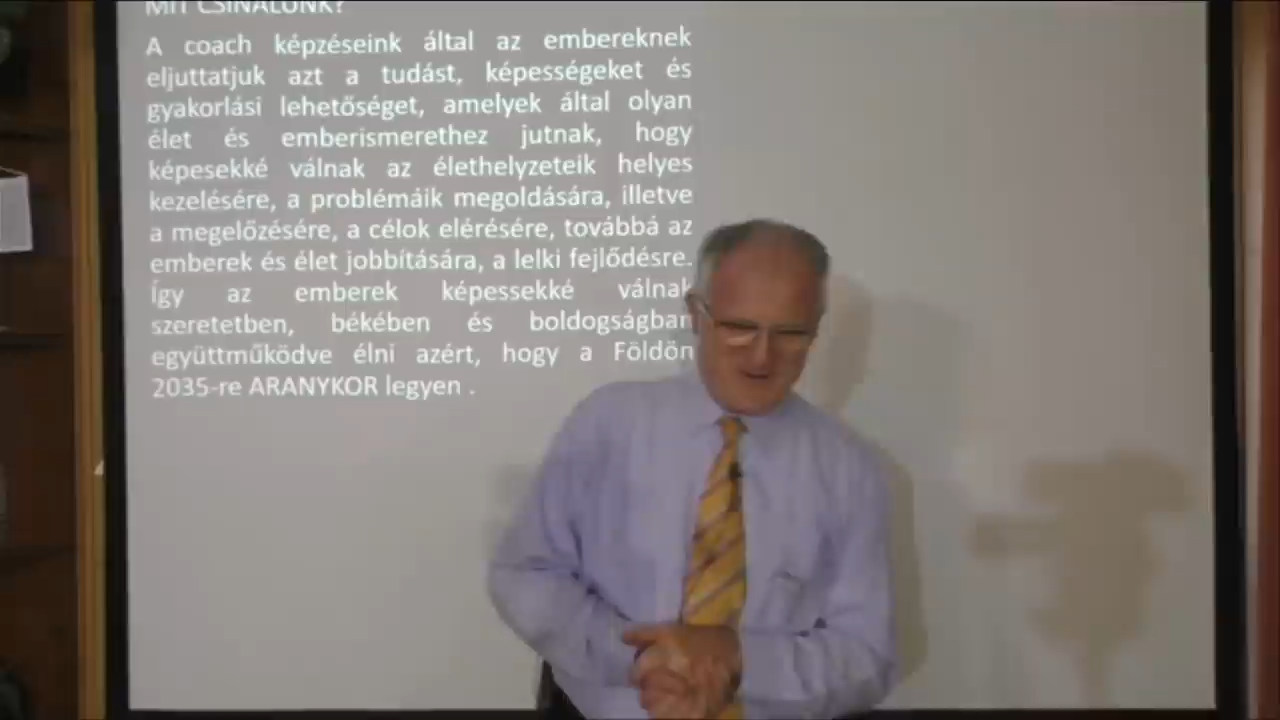 MIT CSINÁLUNK?
A coach képzéseink által az embereknek
eljuttatjuk azt a tudást, képességeket és
gyakorlási lehetőséget, amelyek által olyan
élet és emberismerethez jutnak, hogy
képesekké válnak az élethelyzeteik helyes
kezelésére, a problémáik megoldására, illetve
a megelőzésére, a célok elérésére, továbbá az
emberek és élet jobbítására, a lelki fejlődésre.
Így az emberek képessekké válnak
szeretetben, békében és boldogságban
együttműködve élni azért, hogy a Földön
2035-re ARANYKOR legyen .